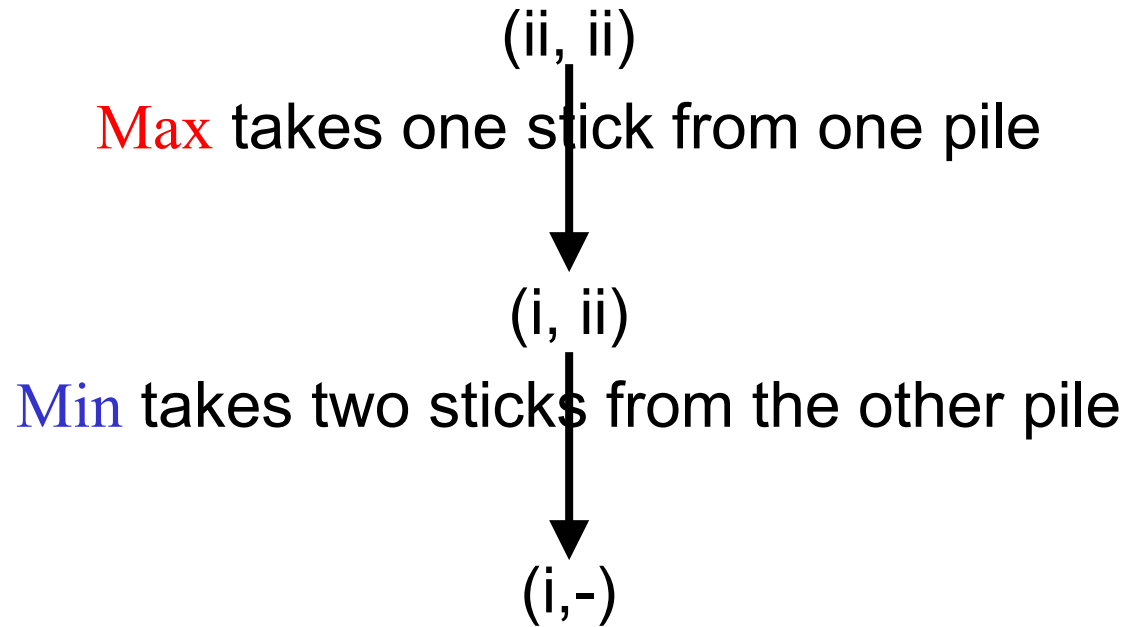 (ii, ii)
Max takes one stick from one pile
(i, ii)
Min takes two sticks from the other pile
(i,-)